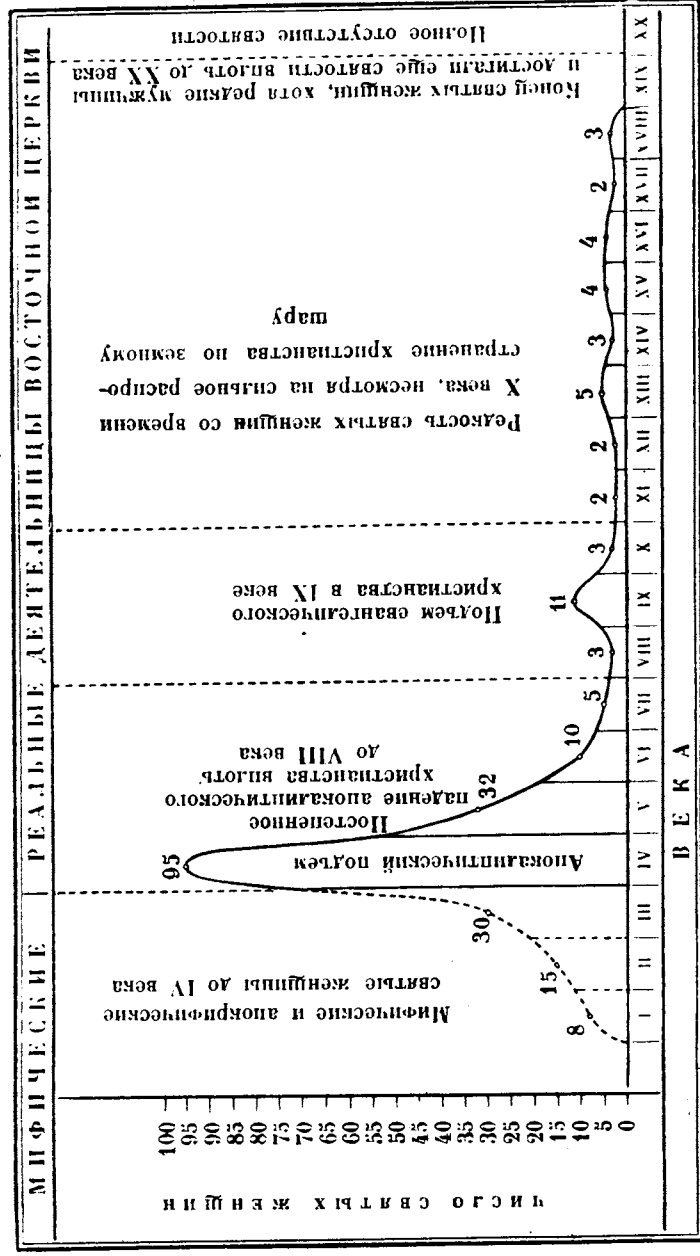 МИФИЧЕСКИЕ
РЕАЛЬНЫЕ ДЕЯТЕЛЬНИЦЫ ВОСТОЧНОЙ ЦЕРКВИ
ЧИСЛО СВЯТЫХ ЖЕНЩИН
100
95
90
85
80
75
70
65
60
55
50
45
40
35
30
25
20
15
10
5
0
Мифические и апокрифические
святые женщины до IV века
Апокалиптический подъем
Постепенное
падение апокалиптического
христианства вплоть
до VIII века
Подъем евангелического
христианства в IX веке
Редкость святых женщин со времени
X века, несмотря на сильное распро-
странение христианства по земному
шару
Конец святых женщин, хотя редкие мужчины
и достигали еще святости вплоть до XX века
Полное отсутствие святости
8
15
30
95
32
10
5
3
11
3
2
2
5
3
4
4
2
3
I
II
III
IV
V
VI
VII
VIII
IX
X
XI
XII
XIII
XIV
XV
XVI
XVII
XVIII
XIX
XX
ВЕКА